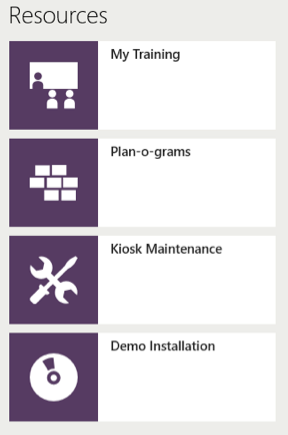 Resources
My Training
Plan-o-grams
Kiosk Maintenance
Demo Installation